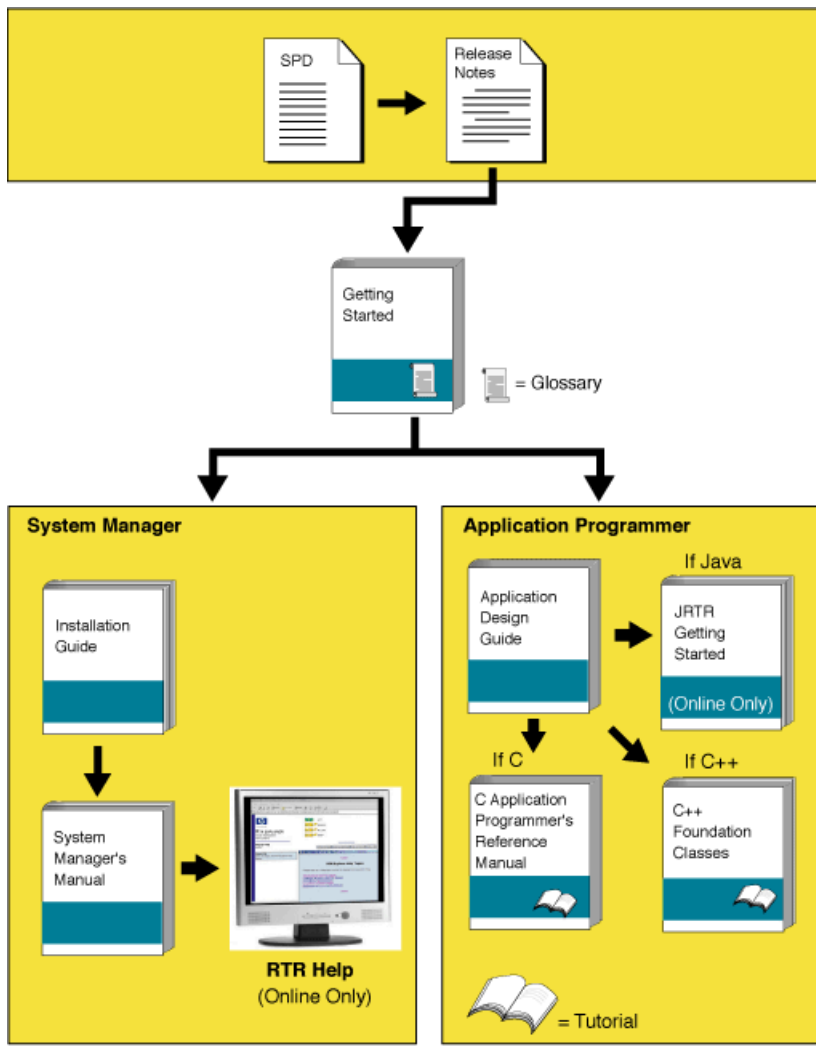 SPD
Release
Notes
Getting
Started
= Glossary
System Manager
Installation
Guide
System
Manager's
Manual
RTR Help
(Online Only)
Application Programmer
Application
Design
Guide
If Java
JRTR
Getting
Started
(Online Only)
If C
C Application
Programmer's
Reference
Manual
If C++
C++
Foundation
Classes
= Tutorial